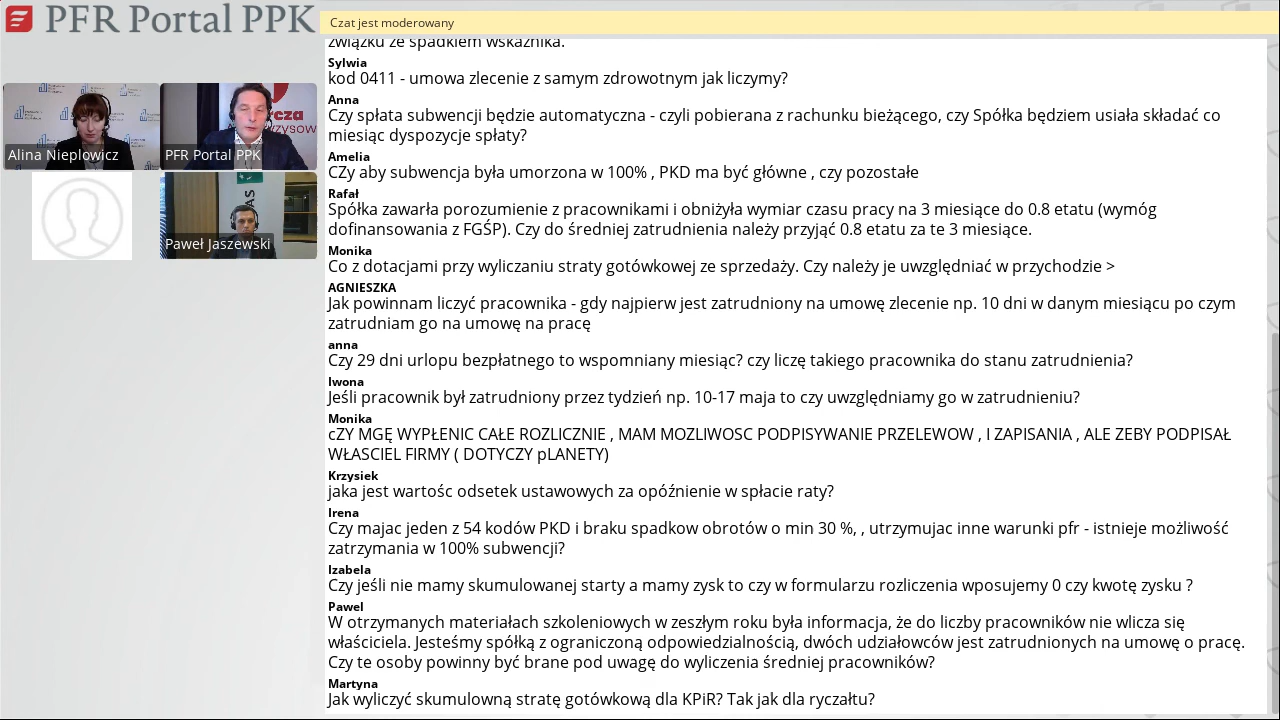 PFR Portal PPK
Czat jest moderowany
związku ze spadkiem wskaźnika.
Sylwia
kod 0411 - umowa zlecenie z samym zdrowotnym jak liczymy?
Anna
Czy spłata subwencji będzie automatyczna - czyli pobierana z rachunku bieżącego, czy Spółka będziem usiała składać co
miesiąc dyspozycje spłaty?
Amelia
CZy aby subwencja była umorzona w 100% , PKD ma być główne , czy pozostałe
Rafał
Spółka zawarła porozumienie z pracownikami i obniżyła wymiar czasu pracy na 3 miesiące do 0.8 etatu (wymóg
dofinansowania z FGŚP). Czy do średniej zatrudnienia należy przyjąć 0.8 etatu za te 3 miesiące.
Monika
Co z dotacjami przy wyliczaniu straty gotówkowej ze sprzedaży. Czy należy je uwzględniać w przychodzie >
AGNIESZKA
Jak powinnam liczyć pracownika - gdy najpierw jest zatrudniony na umowę zlecenie np. 10 dni w danym miesiącu po czym
zatrudniam go na umowę na pracę
anna
Czy 29 dni urlopu bezpłatnego to wspomniany miesiąc? czy liczę takiego pracownika do stanu zatrudnienia?
Iwona
Jeśli pracownik był zatrudniony przez tydzień np. 10-17 maja to czy uwzględniamy go w zatrudnieniu?
Monika
cZY MGĘ WYPŁENIC CAŁE ROZLICZNIE , MAM MOZLIWOSC PODPISYWANIE PRZELEWOW , I ZAPISANIA , ALE ZEBY PODPISAŁ
WŁASCIEL FIRMY ( DOTYCZY pLANETY)
Krzysiek
jaka jest wartośc odsetek ustawowych za opóźnienie w spłacie raty?
Irena
Czy majac jeden z 54 kodów PKD i braku spadkow obrotów o min 30 %, , utrzymujac inne warunki pfr - istnieje możliwość
zatrzymania w 100% subwencji?
Izabela
Czy jeśli nie mamy skumulowanej starty a mamy zysk to czy w formularzu rozliczenia wposujemy 0 czy kwotę zysku ?
Pawel
W otrzymanych materiałach szkoleniowych w zeszłym roku była informacja, że do liczby pracowników nie wlicza się
właściciela. Jesteśmy spółką z ograniczoną odpowiedzialnością, dwóch udziałowców jest zatrudnionych na umowę o pracę.
Czy te osoby powinny być brane pod uwagę do wyliczenia średniej pracowników?
Martyna
Jak wyliczyć skumulowną stratę gotówkową dla KPiR? Tak jak dla ryczałtu?
Alina Nieplowicz
PFR Portal PPK
Paweł Jaszewski